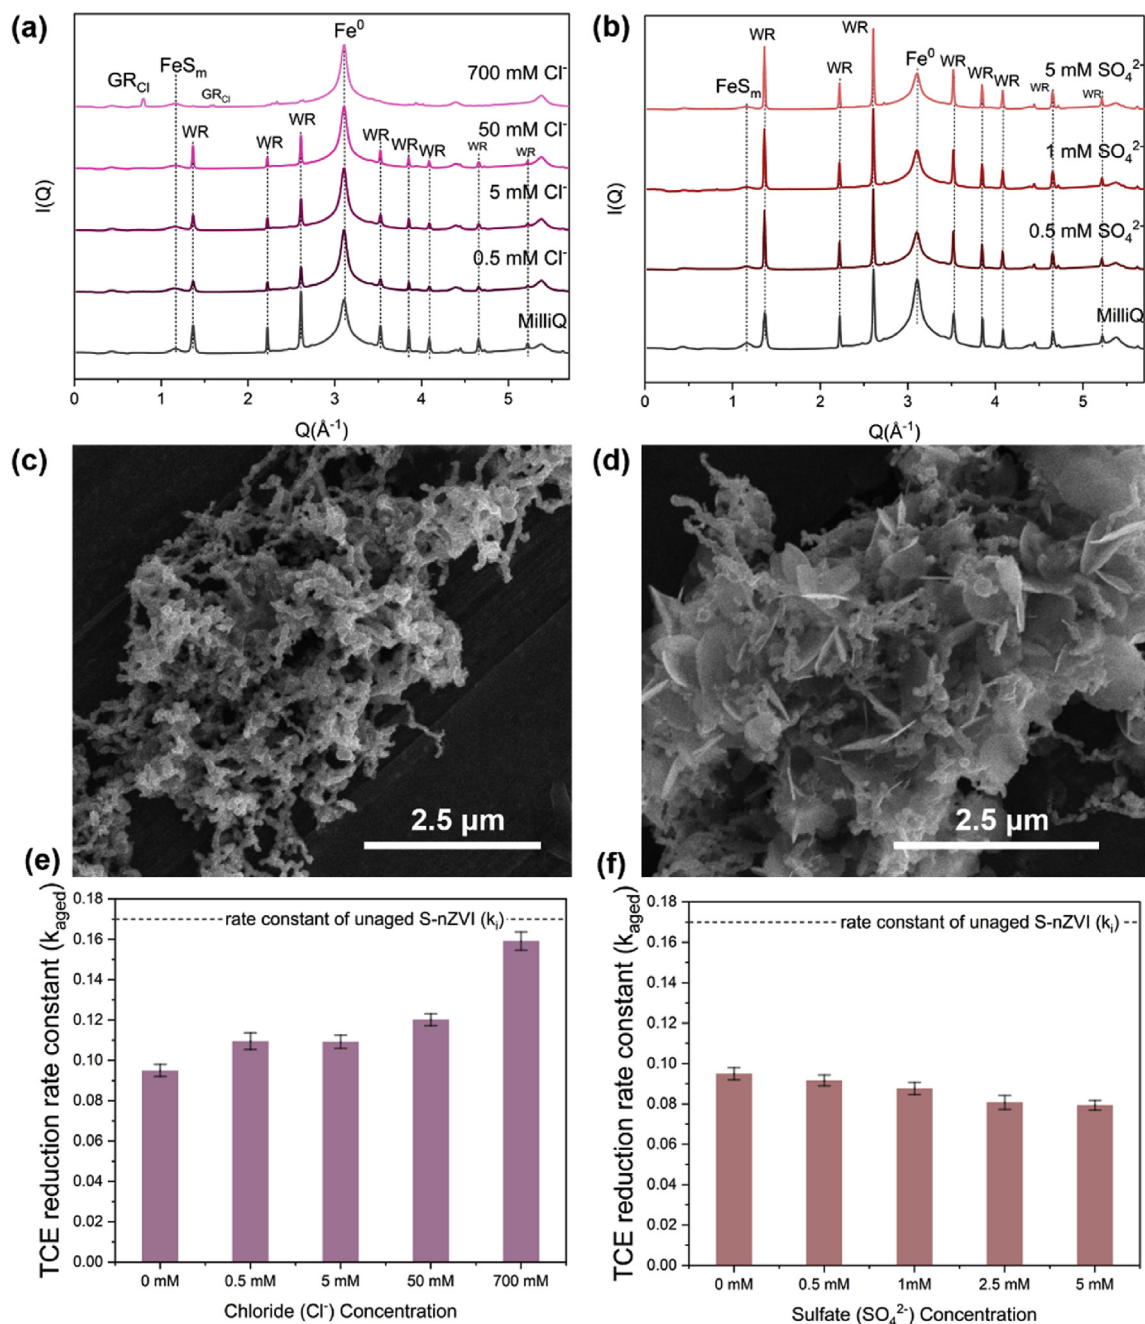 (a)
Fe⁰
700 mM Cl⁻
FeSₘ
GR_Cl
GR_Cl
50 mM Cl⁻
WR WR WR WR WR WR WR WR
5 mM Cl⁻
0.5 mM Cl⁻
MilliQ
I(Q)
0 1 2 3 4 5
Q(Å⁻¹)
(b)
WR WR
WR Fe⁰ WR WR WR WR WR
5 mM SO₄²⁻
FeSₘ
1 mM SO₄²⁻
0.5 mM SO₄²⁻
MilliQ
I(Q)
0 1 2 3 4 5
Q(Å⁻¹)
(c)
2.5 µm
(d)
2.5 µm
(e)
TCE reduction rate constant (k_aged)
0.18
rate constant of unaged S-nZVI (kᵢ)
0.16
0.14
0.12
0.10
0.08
0.06
0.04
0.02
0.00
0 mM 0.5 mM 5 mM 50 mM 700 mM
Chloride (Cl⁻) Concentration
(f)
TCE reduction rate constant (k_aged)
0.18
rate constant of unaged S-nZVI (kᵢ)
0.16
0.14
0.12
0.10
0.08
0.06
0.04
0.02
0.00
0 mM 0.5 mM 1mM 2.5 mM 5 mM
Sulfate (SO₄²⁻) Concentration